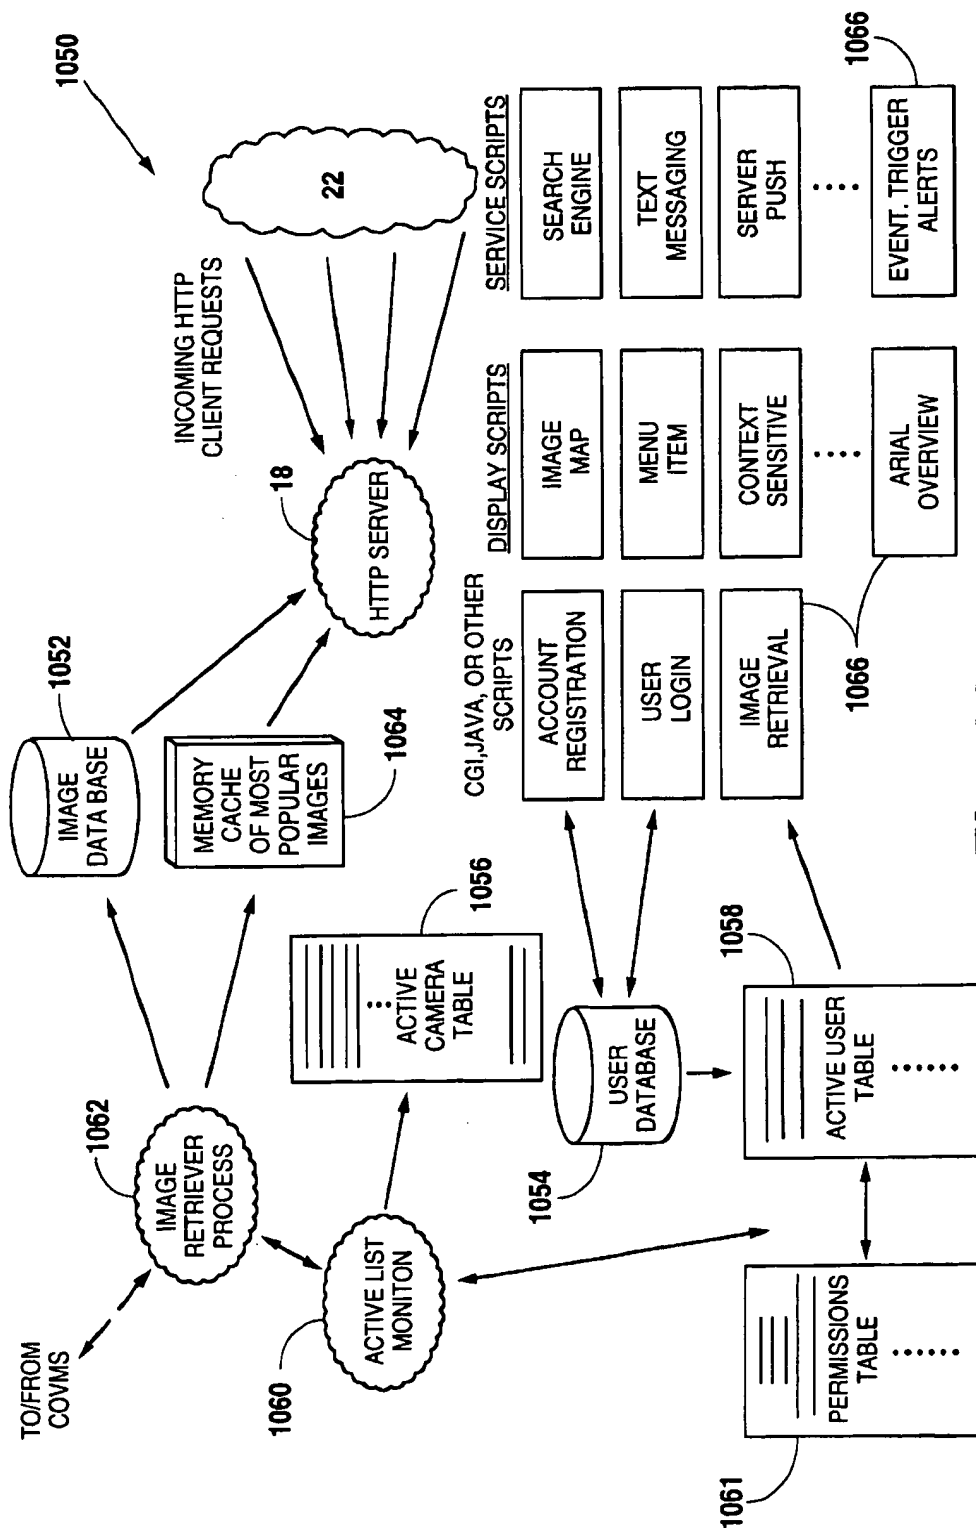 1050
TO/FROM
COVMS
1062
IMAGE
RETRIEVER
PROCESS
1052
IMAGE
DATA BASE
MEMORY
CACHE
OF MOST
POPULAR
IMAGES
1064
INCOMING HTTP
CLIENT REQUESTS
22
18
HTTP SERVER
1060
ACTIVE LIST
MONITON
1056
ACTIVE
CAMERA
TABLE
1054
USER
DATABASE
1061
PERMISSIONS
TABLE
1058
ACTIVE USER
TABLE
CGI,JAVA, OR OTHER
SCRIPTS
ACCOUNT
REGISTRATION
USER
LOGIN
IMAGE
RETRIEVAL
1066
DISPLAY SCRIPTS
IMAGE
MAP
MENU
ITEM
CONTEXT
SENSITIVE
ARIAL
OVERVIEW
SERVICE SCRIPTS
SEARCH
ENGINE
TEXT
MESSAGING
SERVER
PUSH
EVENT. TRIGGER
ALERTS
1066